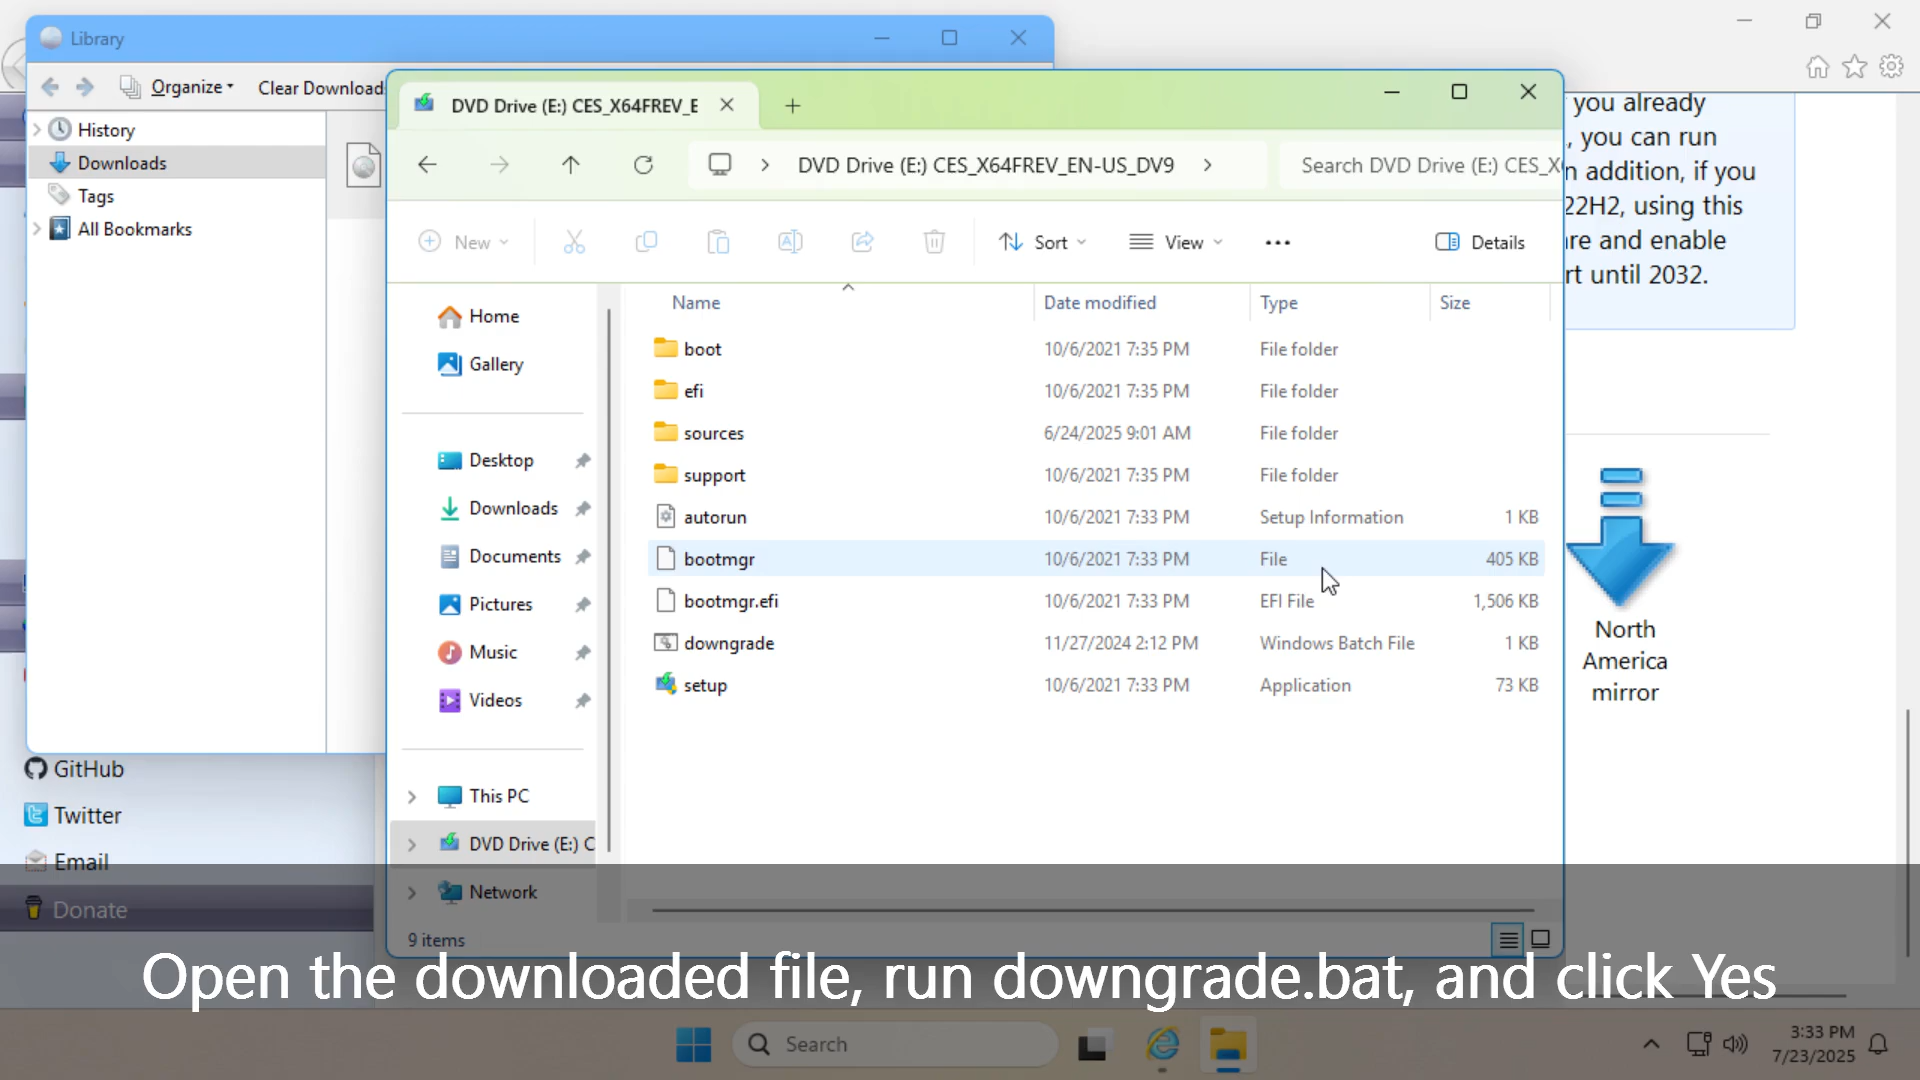 Library
Organize
Clear Download
History
Downloads
Tags
All Bookmarks
GitHub
Twitter
Email
Donate
DVD Drive (E:) CES_X64FREV_E
DVD Drive (E:) CES_X64FREV_EN-US_DV9
Search DVD Drive (E:) CES_X
New
Sort
View
Details
Home
Gallery
Desktop
Downloads
Documents
Pictures
Music
Videos
This PC
DVD Drive (E:) C
Network
Name Date modified Type Size
boot 10/6/2021 7:35 PM File folder
efi 10/6/2021 7:35 PM File folder
sources 6/24/2025 9:01 AM File folder
support 10/6/2021 7:35 PM File folder
autorun 10/6/2021 7:33 PM Setup Information 1 KB
bootmgr 10/6/2021 7:33 PM File 405 KB
bootmgr.efi 10/6/2021 7:33 PM EFI File 1,506 KB
downgrade 11/27/2024 2:12 PM Windows Batch File 1 KB
setup 10/6/2021 7:33 PM Application 73 KB
9 items
you already
, you can run
n addition, if you
22H2, using this
re and enable
rt until 2032.
North
America
mirror
Open the downloaded file, run downgrade.bat, and click Yes
Search
3:33 PM
7/23/2025